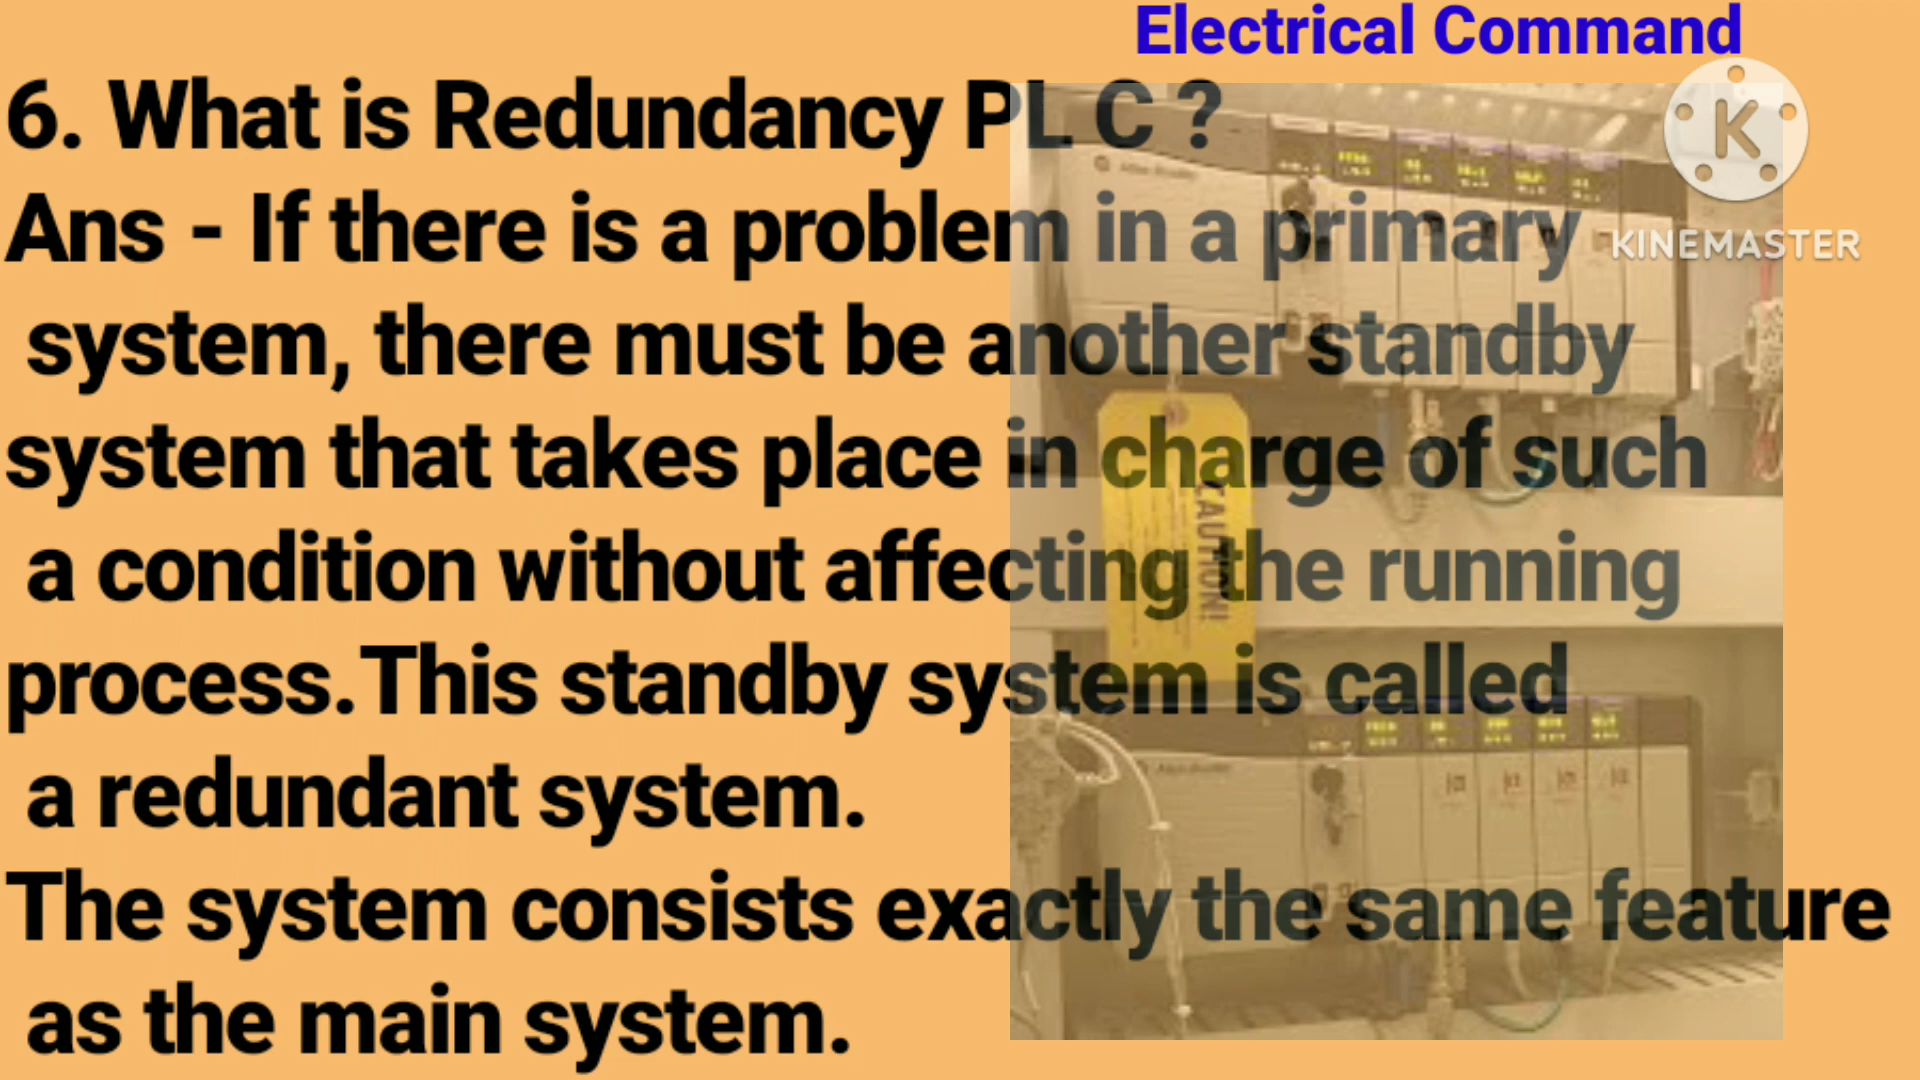 Electrical Command
6. What is Redundancy PL C ?
K
KINEMASTER
Ans - If there is a problem in a primary
system, there must be another standby
system that takes place in charge of such
a condition without affecting the running
process.This standby system is called
a redundant system.
The system consists exactly the same feature
as the main system.
CAUTION!